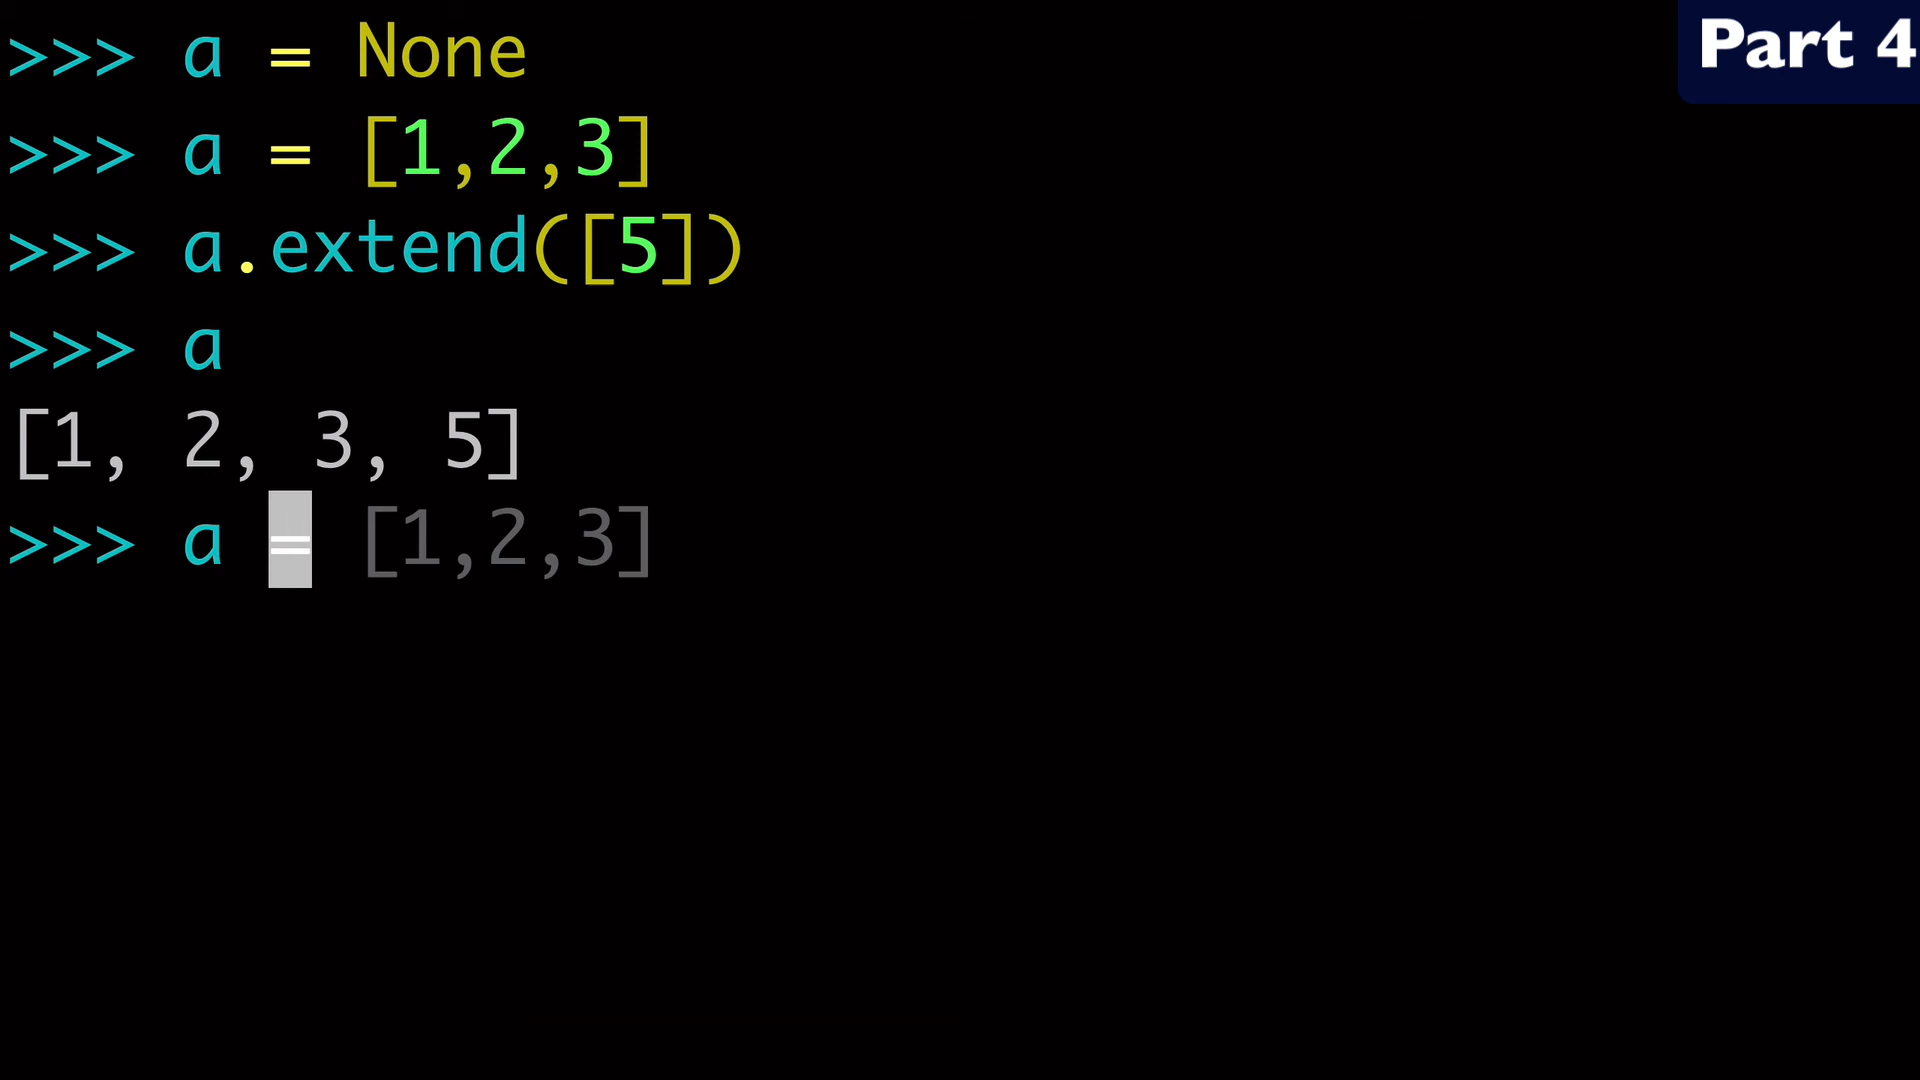 >>> a = None
Part 4
>>> a = [1,2,3]
>>> a.extend([5])
>>> a
[1, 2, 3, 5]
>>> a = [1,2,3]